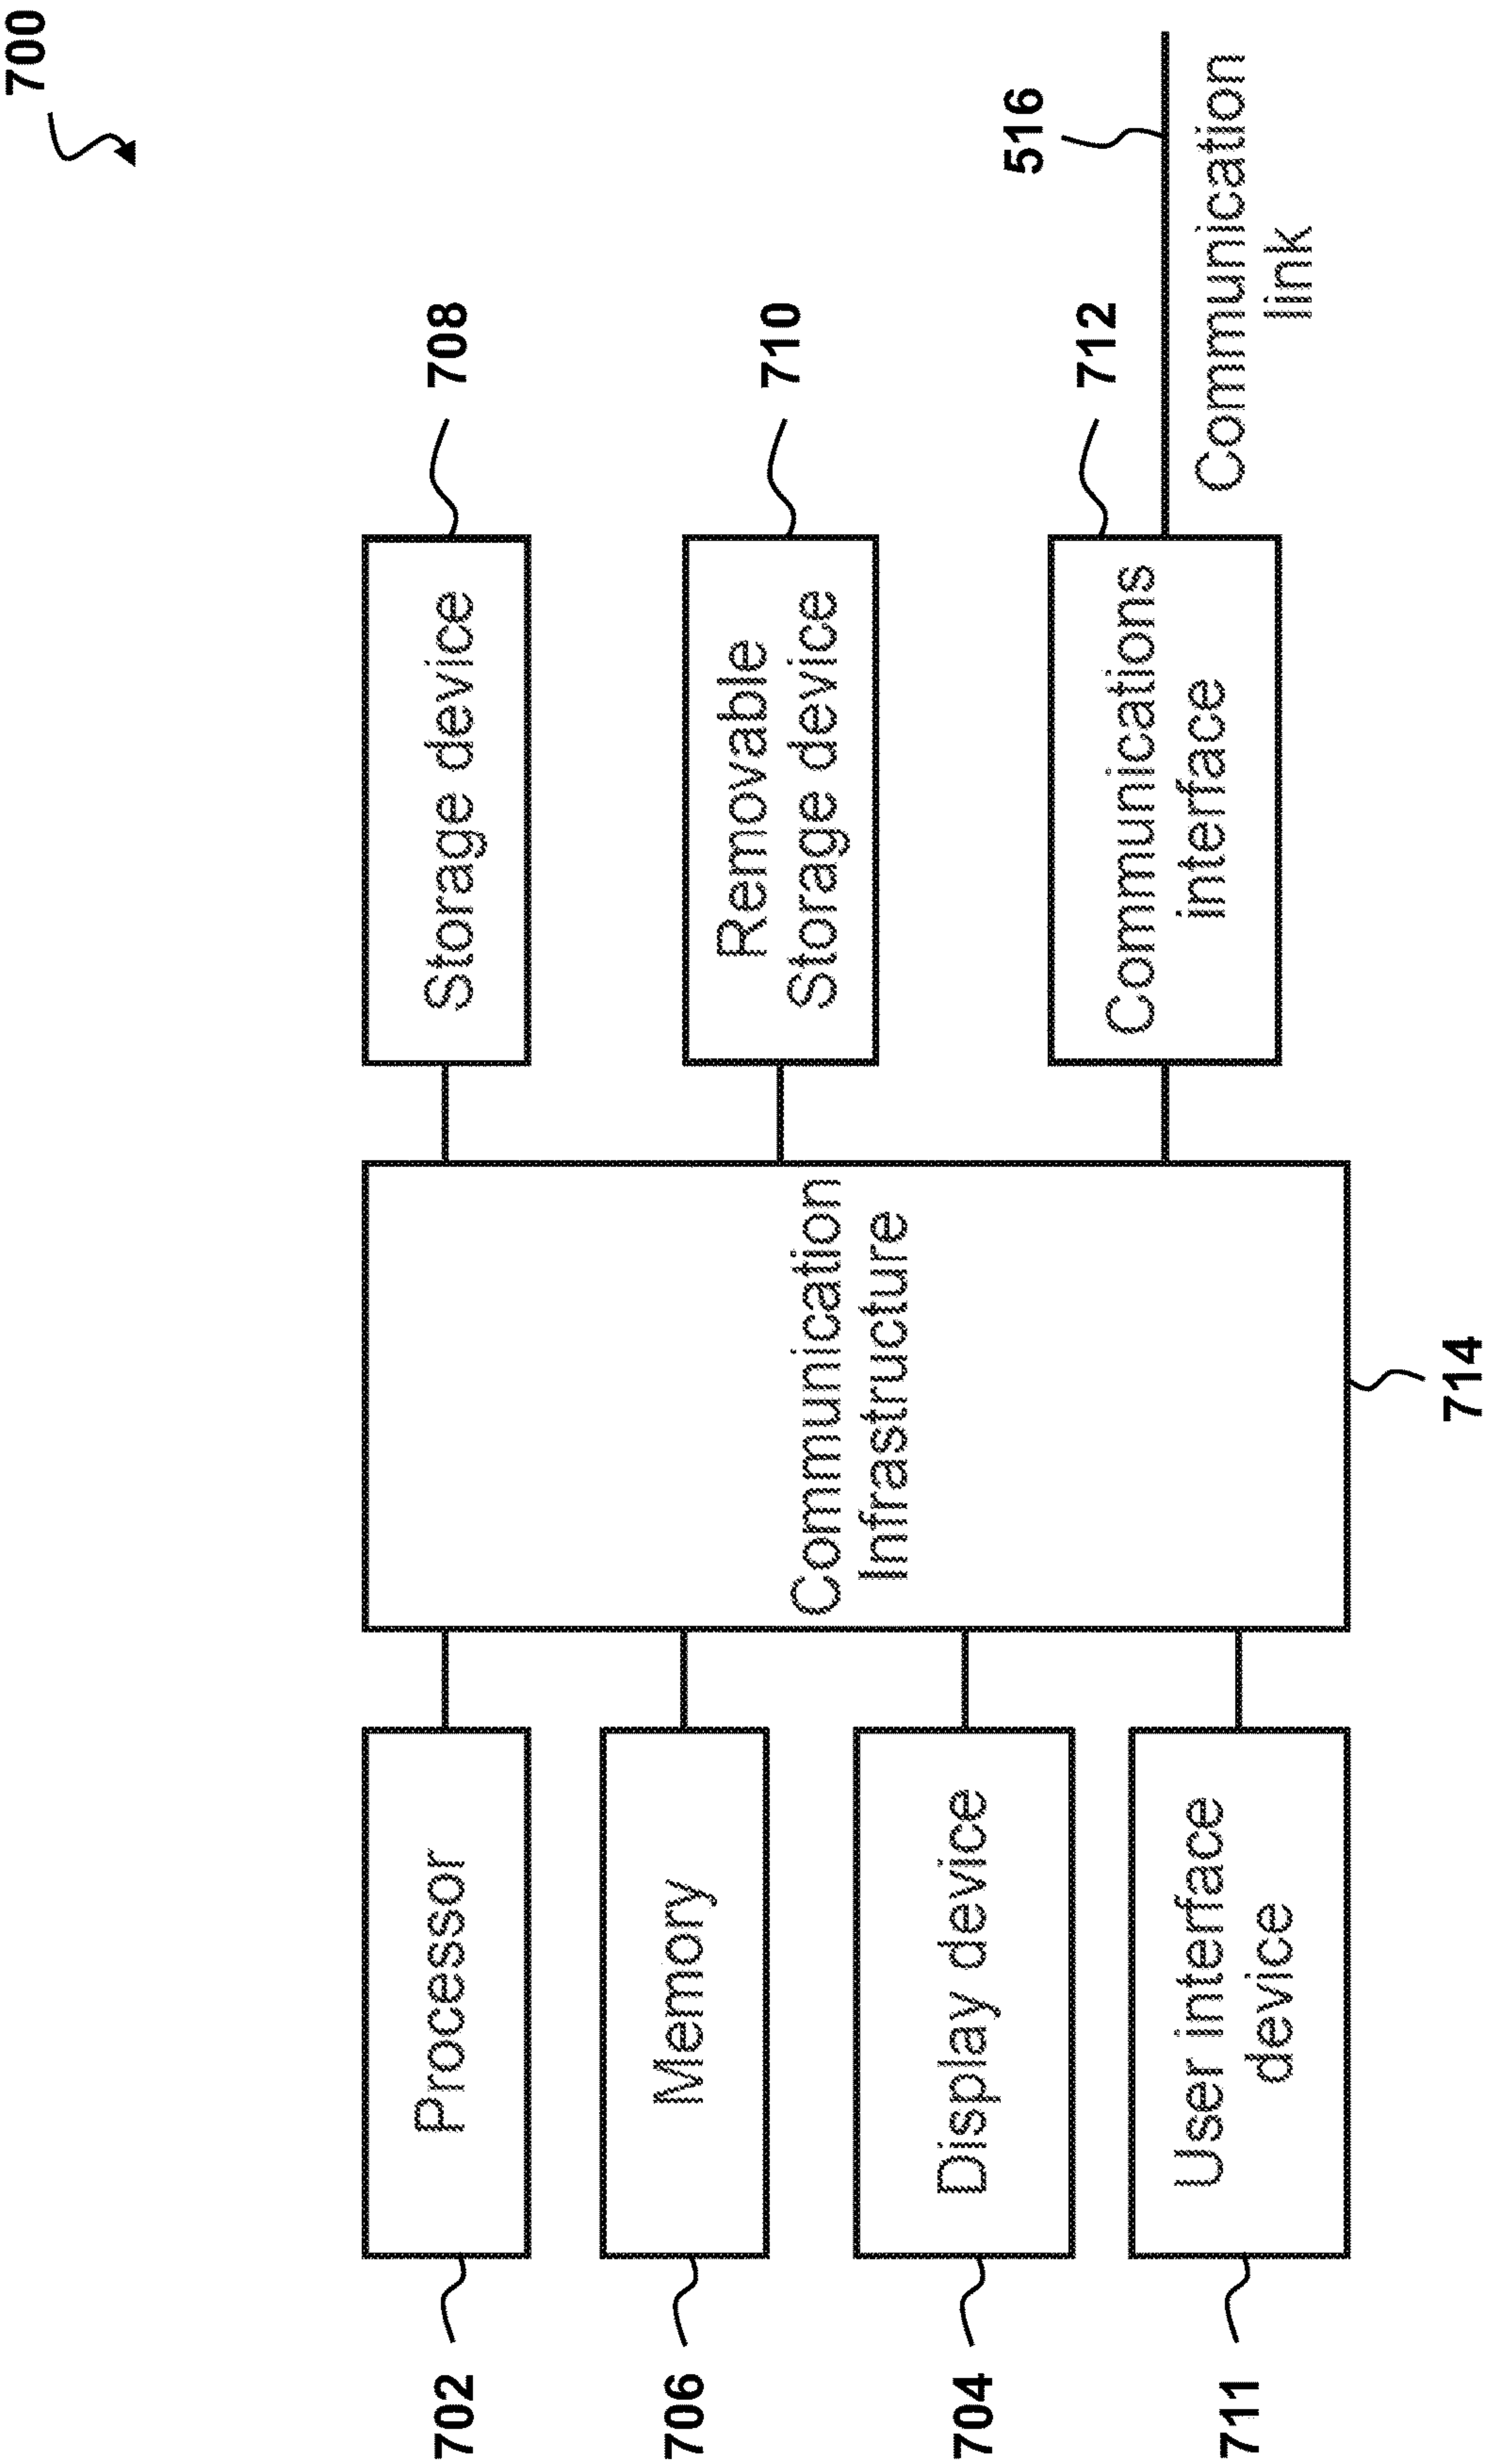 700
702
Processor
706
Memory
704
Display device
711
User interface
device
Communication
Infrastructure
714
Storage device
708
Removable
Storage device
710
Communications
interface
712
516
Communication
link